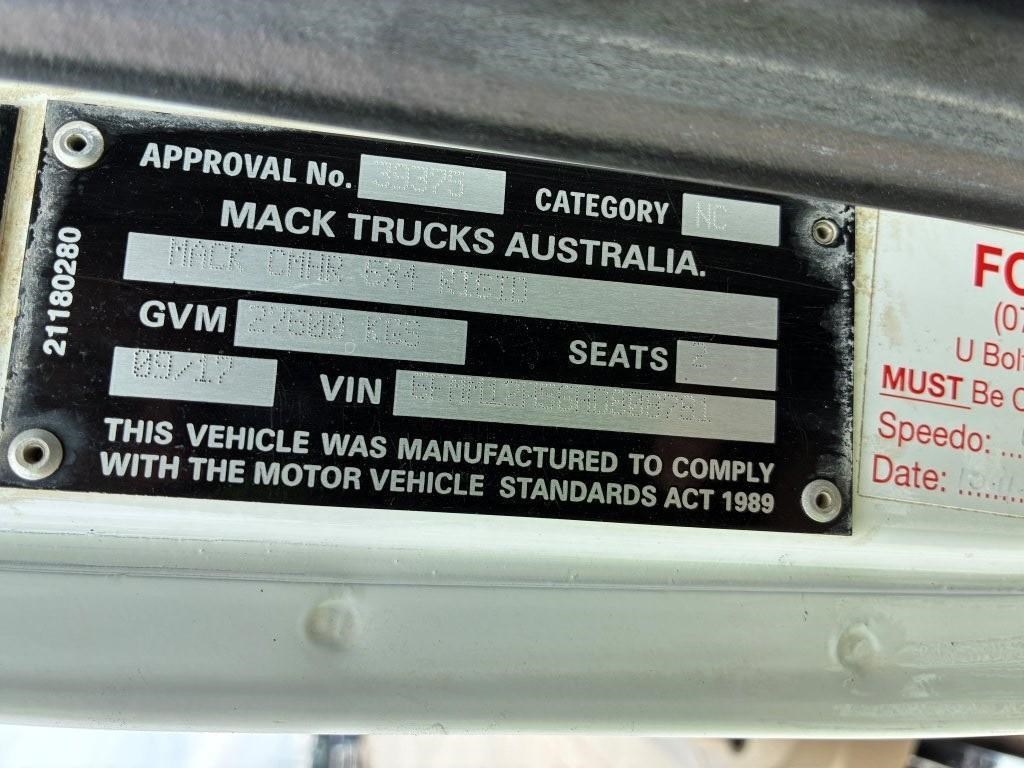 APPROVAL No. 39375
CATEGORY NC
MACK TRUCKS AUSTRALIA.
MACK CMHR 6X4 RIGID
GVM 27500 KGS
SEATS 2
09/17
VIN
THIS VEHICLE WAS MANUFACTURED TO COMPLY
WITH THE MOTOR VEHICLE STANDARDS ACT 1989
21180280
(07
U
MUST Be
Speedo:
Date: